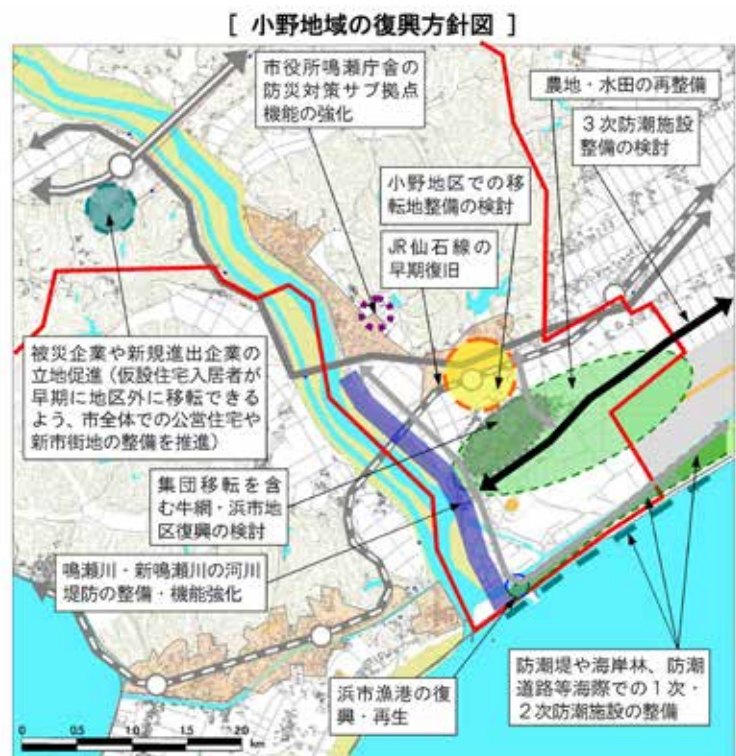 [ 小野地域の復興方針図 ]
市役所鳴瀬庁舎の
防災対策サブ拠点
機能の強化
農地・水田の再整備
3次防潮施設
整備の検討
小野地区での移
転地整備の検討
JR仙石線の
早期復旧
被災企業や新規進出企業の
立地促進(仮設住宅入居者が
早期に地区外に移転できる
よう、市全体での公営住宅や
新市街地の整備を推進)
集団移転を含
む牛網・浜市地
区復興の検討
鳴瀬川・新鳴瀬川の河川
堤防の整備・機能強化
浜市漁港の復
興・再生
防潮堤や海岸林、防潮
道路等海際での1次・
2次防潮施設の整備
0 0.5 1.0 1.5 2.0
km